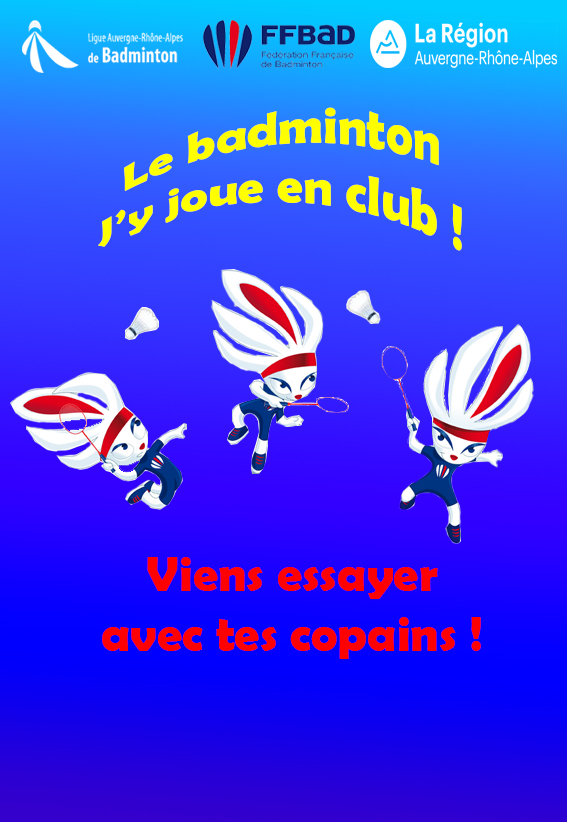 Ligue Auvergne-Rhône-Alpes
de Badminton
FFBaD
Fédération Française
de Badminton
La Région
Auvergne-Rhône-Alpes
Le badminton
J'y joue en club !
Viens essayer
avec tes copains !